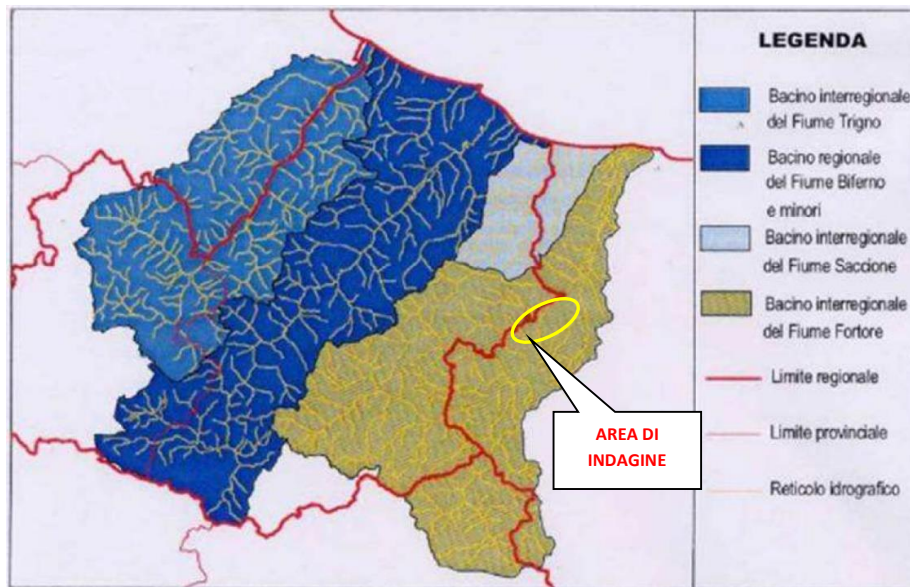 LEGENDA
Bacino interregionale
del Fiume Trigno
Bacino regionale
del Fiume Biferno
e minori
Bacino interregionale
del Fiume Saccione
Bacino interregionale
del Fiume Fortore
Limite regionale
Limite provinciale
Reticolo idrografico
AREA DI
INDAGINE